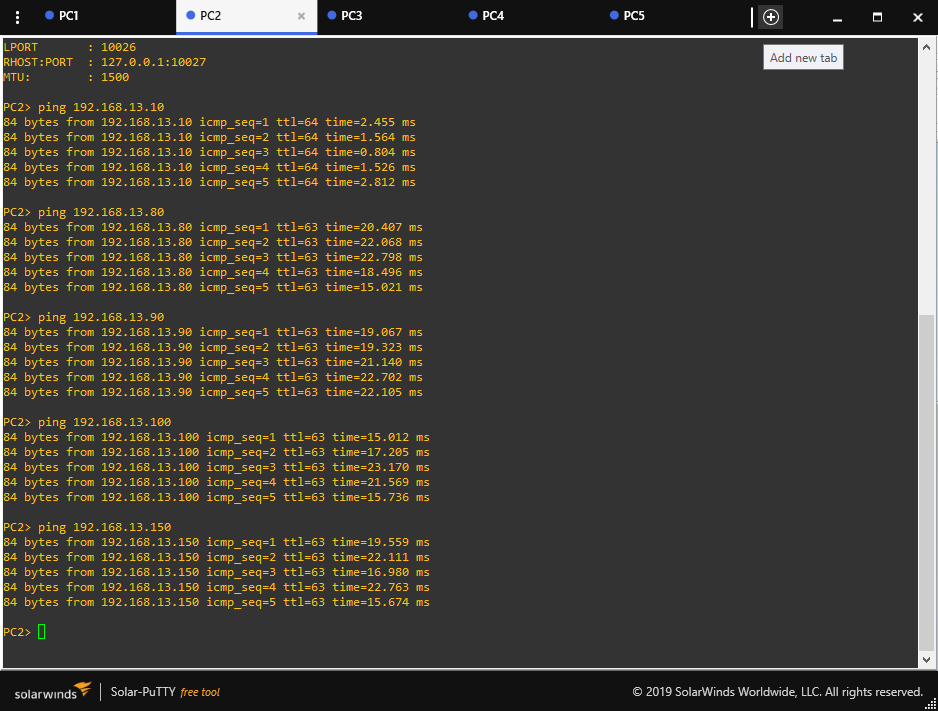 PC1
PC2
PC3
PC4
PC5
Add new tab
LPORT       : 10026
RHOST:PORT  : 127.0.0.1:10027
MTU:        : 1500
PC2> ping 192.168.13.10
84 bytes from 192.168.13.10 icmp_seq=1 ttl=64 time=2.455 ms
84 bytes from 192.168.13.10 icmp_seq=2 ttl=64 time=1.564 ms
84 bytes from 192.168.13.10 icmp_seq=3 ttl=64 time=0.804 ms
84 bytes from 192.168.13.10 icmp_seq=4 ttl=64 time=1.526 ms
84 bytes from 192.168.13.10 icmp_seq=5 ttl=64 time=2.812 ms
PC2> ping 192.168.13.80
84 bytes from 192.168.13.80 icmp_seq=1 ttl=63 time=20.407 ms
84 bytes from 192.168.13.80 icmp_seq=2 ttl=63 time=22.068 ms
84 bytes from 192.168.13.80 icmp_seq=3 ttl=63 time=22.798 ms
84 bytes from 192.168.13.80 icmp_seq=4 ttl=63 time=18.496 ms
84 bytes from 192.168.13.80 icmp_seq=5 ttl=63 time=15.021 ms
PC2> ping 192.168.13.90
84 bytes from 192.168.13.90 icmp_seq=1 ttl=63 time=19.067 ms
84 bytes from 192.168.13.90 icmp_seq=2 ttl=63 time=19.323 ms
84 bytes from 192.168.13.90 icmp_seq=3 ttl=63 time=21.140 ms
84 bytes from 192.168.13.90 icmp_seq=4 ttl=63 time=22.702 ms
84 bytes from 192.168.13.90 icmp_seq=5 ttl=63 time=22.105 ms
PC2> ping 192.168.13.100
84 bytes from 192.168.13.100 icmp_seq=1 ttl=63 time=15.012 ms
84 bytes from 192.168.13.100 icmp_seq=2 ttl=63 time=17.205 ms
84 bytes from 192.168.13.100 icmp_seq=3 ttl=63 time=23.170 ms
84 bytes from 192.168.13.100 icmp_seq=4 ttl=63 time=21.569 ms
84 bytes from 192.168.13.100 icmp_seq=5 ttl=63 time=15.736 ms
PC2> ping 192.168.13.150
84 bytes from 192.168.13.150 icmp_seq=1 ttl=63 time=19.559 ms
84 bytes from 192.168.13.150 icmp_seq=2 ttl=63 time=22.111 ms
84 bytes from 192.168.13.150 icmp_seq=3 ttl=63 time=16.980 ms
84 bytes from 192.168.13.150 icmp_seq=4 ttl=63 time=22.763 ms
84 bytes from 192.168.13.150 icmp_seq=5 ttl=63 time=15.674 ms
PC2>
solarwinds
Solar-PuTTY free tool
© 2019 SolarWinds Worldwide, LLC. All rights reserved.